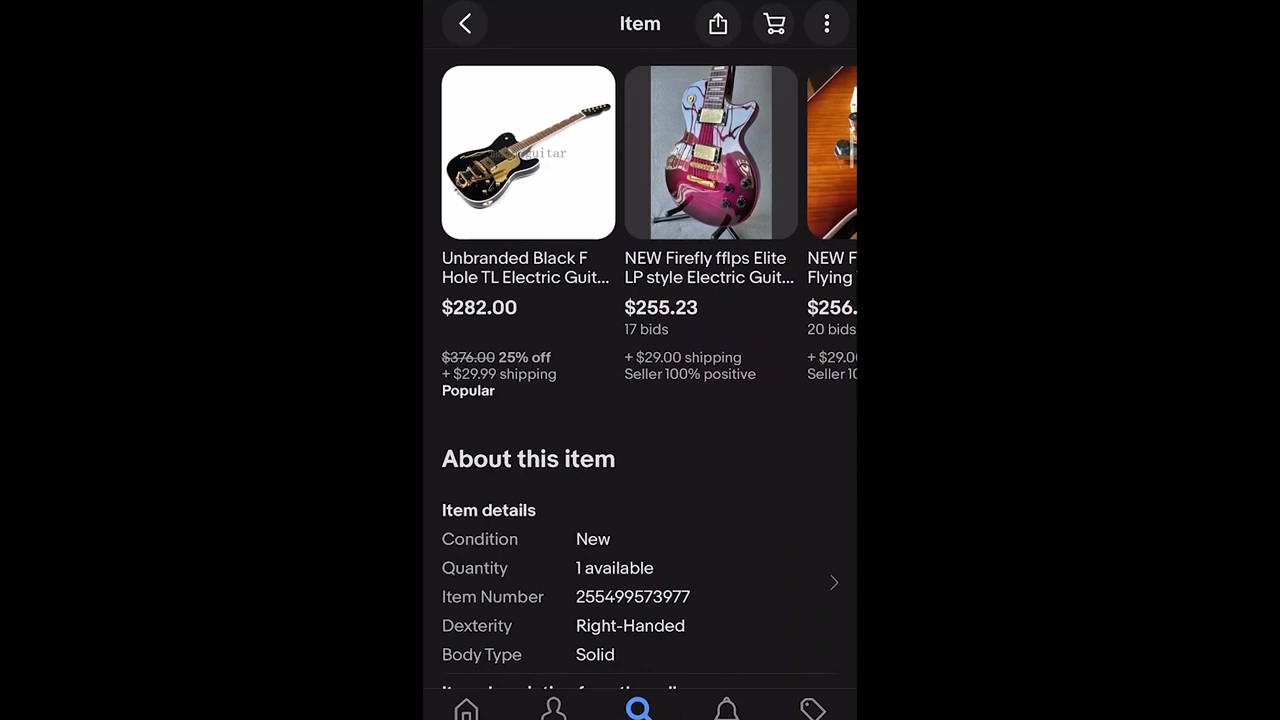 Item
Unbranded Black F
Hole TL Electric Guit...
$282.00
$376.00 25% off
+ $29.99 shipping
Popular
NEW Firefly fflps Elite
LP style Electric Guit...
$255.23
17 bids
+ $29.00 shipping
Seller 100% positive
NEW F
Flying
$256.
20 bids
+ $29.0
Seller 10
About this item
Item details
Condition New
Quantity 1 available
Item Number 255499573977
Dexterity Right-Handed
Body Type Solid